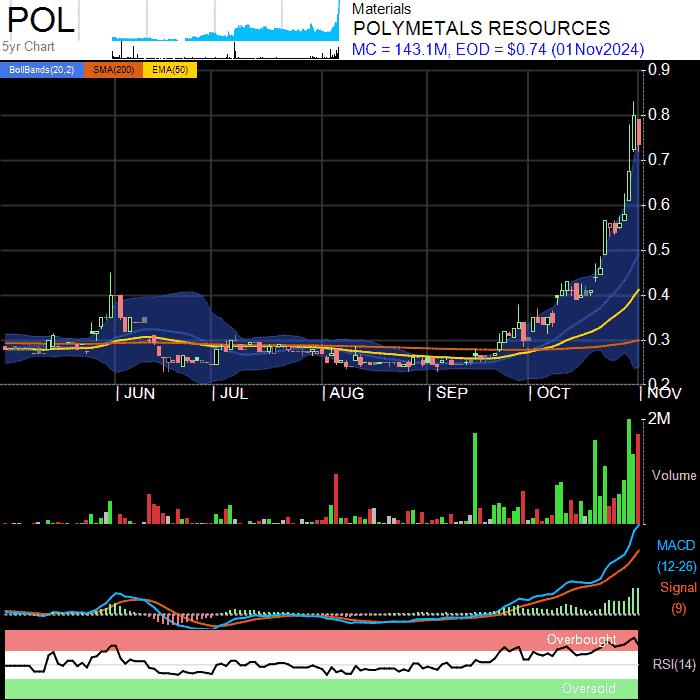 POL
5yr Chart
Materials
POLYMETALS RESOURCES
MC = 143.1M, EOD = $0.74 (01Nov2024)
BollBands(20,2) SMA(200) EMA(50)
0.9
0.8
0.7
0.6
0.5
0.4
0.3
0.2
| JUN | JUL | AUG | SEP | OCT | NOV
2M
Volume
MACD
(12-26)
Signal
(9)
Overbought
RSI(14)
Oversold